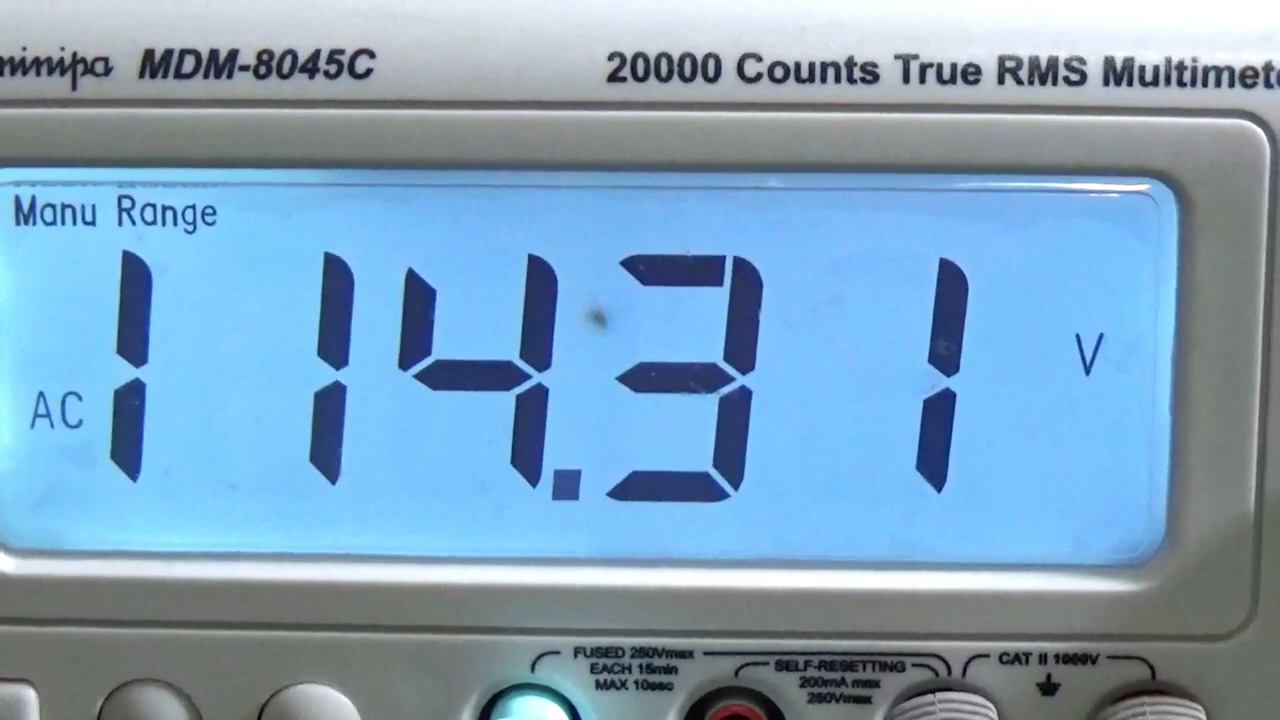 minipa MDM-8045C 20000 Counts True RMS Multimete
Manu Range
114.31
AC
V
FUSED 250Vmax
EACH 15min
MAX 10sec
SELF-RESETTING
200mA max
250Vmax
CAT II 1000V